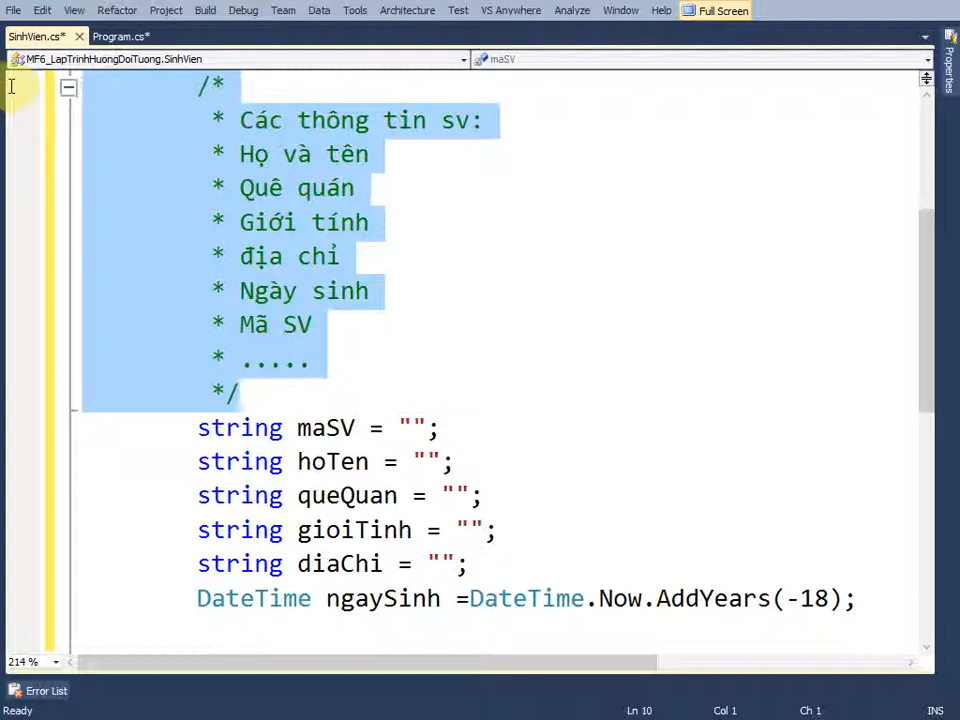 File Edit View Refactor Project Build Debug Team Data Tools Architecture Test VS Anywhere Analyze Window Help Full Screen
SinhVien.cs* Program.cs*
MF6_LapTrinhHuongDoiTuong.SinhVien maSV
Properties
/*
* Các thông tin sv:
* Họ và tên
* Quê quán
* Giới tính
* địa chỉ
* Ngày sinh
* Mã SV
* .....
*/
string maSV = "";
string hoTen = "";
string queQuan = "";
string gioiTinh = "";
string diaChi = "";
DateTime ngaySinh =DateTime.Now.AddYears(-18);
214 %
Error List
Ready Ln 10 Col 1 Ch 1 INS